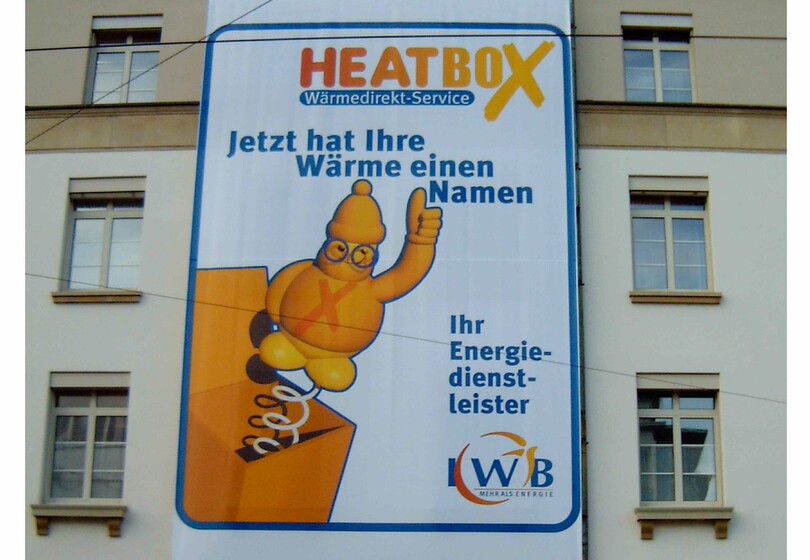 HEATBOX
Wärmedirekt-Service
Jetzt hat Ihre
Wärme einen
Namen
X
Ihr
Energie-
dienst-
leister
IWB
MEHR ALS ENERGIE